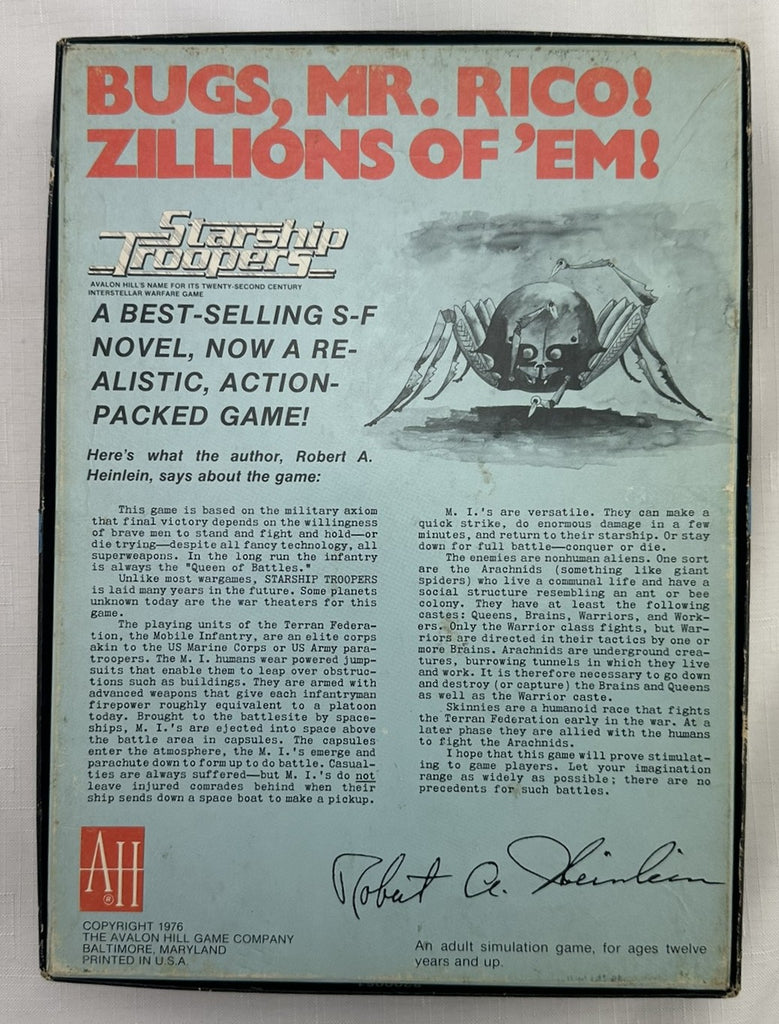 BUGS, MR. RICO!
ZILLIONS OF 'EM!
Starship
Troopers
AVALON HILL'S NAME FOR ITS TWENTY-SECOND CENTURY
INTERSTELLAR WARFARE GAME
A BEST-SELLING S-F
NOVEL, NOW A RE-
ALISTIC, ACTION-
PACKED GAME!
Here's what the author, Robert A.
Heinlein, says about the game:
This game is based on the military axiom
that final victory depends on the willingness
of brave men to stand and fight and hold—or
die trying—despite all fancy technology, all
superweapons. In the long run the infantry
is always the "Queen of Battles."
Unlike most wargames, STARSHIP TROOPERS
is laid many years in the future. Some planets
unknown today are the war theaters for this
game.
The playing units of the Terran Federa-
tion, the Mobile Infantry, are an elite corps
akin to the US Marine Corps or US Army para-
troopers. The M. I. humans wear powered jump-
suits that enable them to leap over obstruc-
tions such as buildings. They are armed with
advanced weapons that give each infantryman
firepower roughly equivalent to a platoon
today. Brought to the battlesite by space-
ships, M. I.'s are ejected into space above
the battle area in capsules. The capsules
enter the atmosphere, the M. I.'s emerge and
parachute down to form up to do battle. Casual-
ties are always suffered—but M. I.'s do not
leave injured comrades behind when their
ship sends down a space boat to make a pickup.
M. I.'s are versatile. They can make a
quick strike, do enormous damage in a few
minutes, and return to their starship. Or stay
down for full battle—conquer or die.
The enemies are nonhuman aliens. One sort
are the Arachnids (something like giant
spiders) who live a communal life and have a
social structure resembling an ant or bee
colony. They have at least the following
castes: Queens, Brains, Warriors, and Work-
ers. Only the Warrior class fights, but War-
riors are directed in their tactics by one or
more Brains. Arachnids are underground crea-
tures, burrowing tunnels in which they live
and work. It is therefore necessary to go down
and destroy (or capture) the Brains and Queens
as well as the Warrior caste.
Skinnies are a humanoid race that fights
the Terran Federation early in the war. At a
later phase they are allied with the humans
to fight the Arachnids.
I hope that this game will prove stimulat-
ing to game players. Let your imagination
range as widely as possible; there are no
precedents for such battles.
Robert A. Heinlein
AH®
COPYRIGHT 1976
THE AVALON HILL GAME COMPANY
BALTIMORE, MARYLAND
PRINTED IN U.S.A.
An adult simulation game, for ages twelve
years and up.